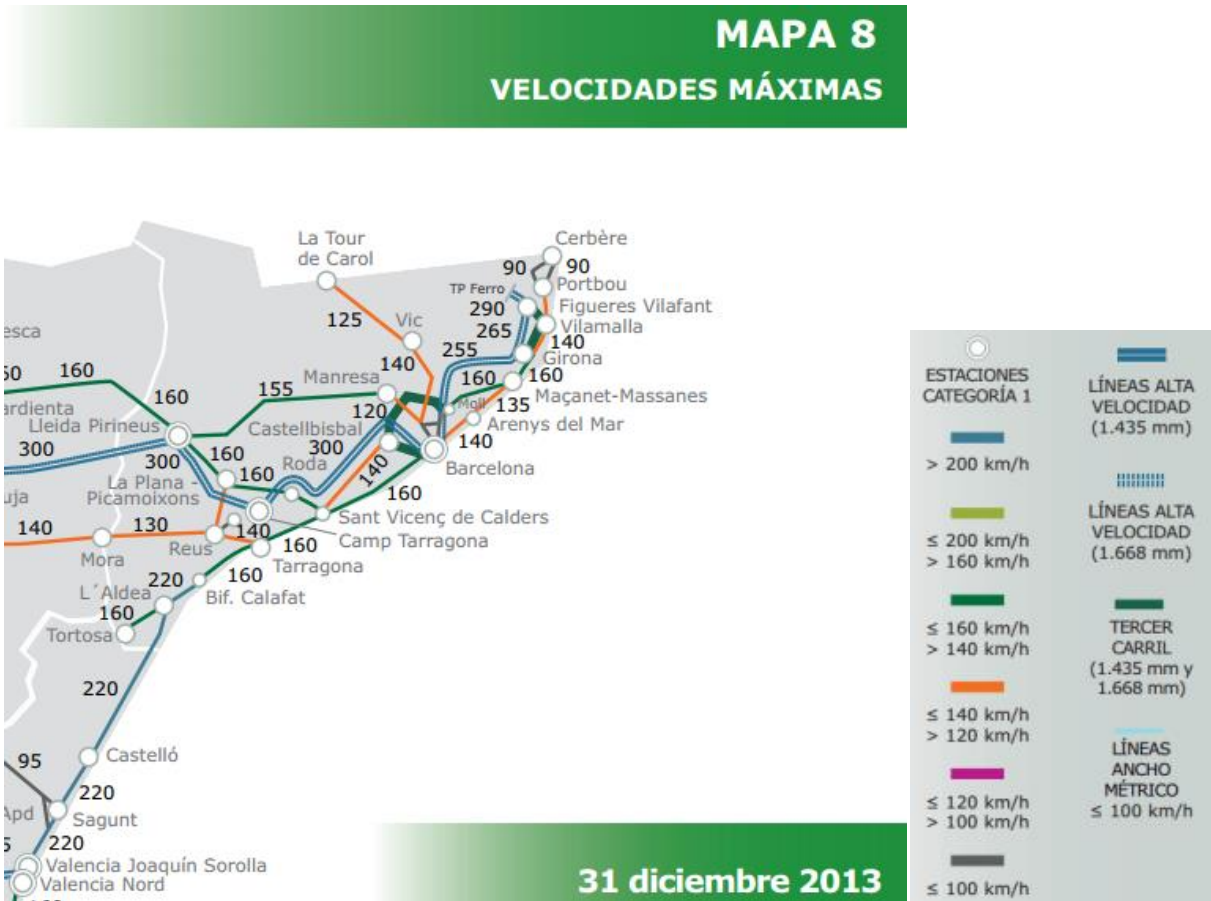 MAPA 8
VELOCIDADES MÁXIMAS
La Tour
de Carol
Cerbère
90
90
Portbou
TP Ferro
290
Figueres Vilafant
125
Vic
265
Vilamalla
esca
140
255
140
Girona
50
160
160
155
Manresa
160
160
ardienta
120
Moll
135
Maçanet-Massanes
Lleida Pirineus
Castellbisbal
Arenys del Mar
300
300
160
300
140
La Plana -
160
Roda
140
Barcelona
uja
Picamoixons
160
140
130
Sant Vicenç de Calders
Reus
140
160
Camp Tarragona
Mora
Tarragona
220
160
L´Aldea
Bif. Calafat
160
Tortosa
220
95
Castelló
220
Apd
Sagunt
5
220
Valencia Joaquín Sorolla
Valencia Nord
31 diciembre 2013
ESTACIONES
CATEGORÍA 1
> 200 km/h
≤ 200 km/h
> 160 km/h
≤ 160 km/h
> 140 km/h
≤ 140 km/h
> 120 km/h
≤ 120 km/h
> 100 km/h
≤ 100 km/h
LÍNEAS ALTA
VELOCIDAD
(1.435 mm)
LÍNEAS ALTA
VELOCIDAD
(1.668 mm)
TERCER
CARRIL
(1.435 mm y
1.668 mm)
LÍNEAS
ANCHO
MÉTRICO
≤ 100 km/h